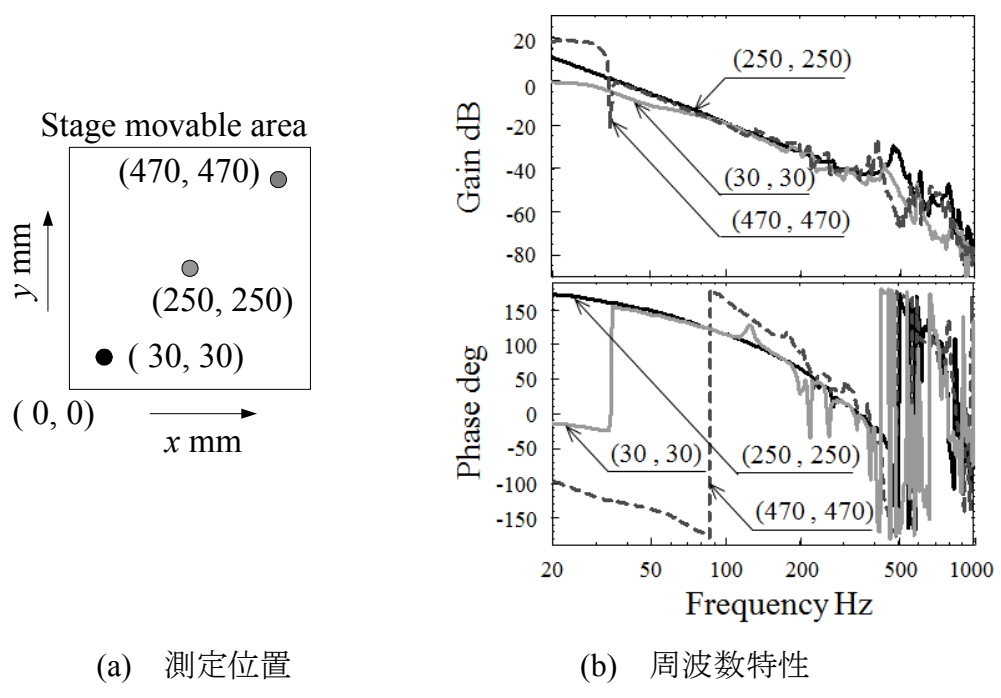 Stage movable area
(470, 470)
(250, 250)
( 30, 30)
( 0, 0)
x mm
y mm
Gain dB
20
0
-20
-40
-60
-80
(250 , 250)
(30 , 30)
(470 , 470)
Phase deg
150
100
50
0
-50
-100
-150
(30 , 30)
(250 , 250)
(470 , 470)
20 50 100 200 500 1000
Frequency Hz
(a) 測定位置
(b) 周波数特性